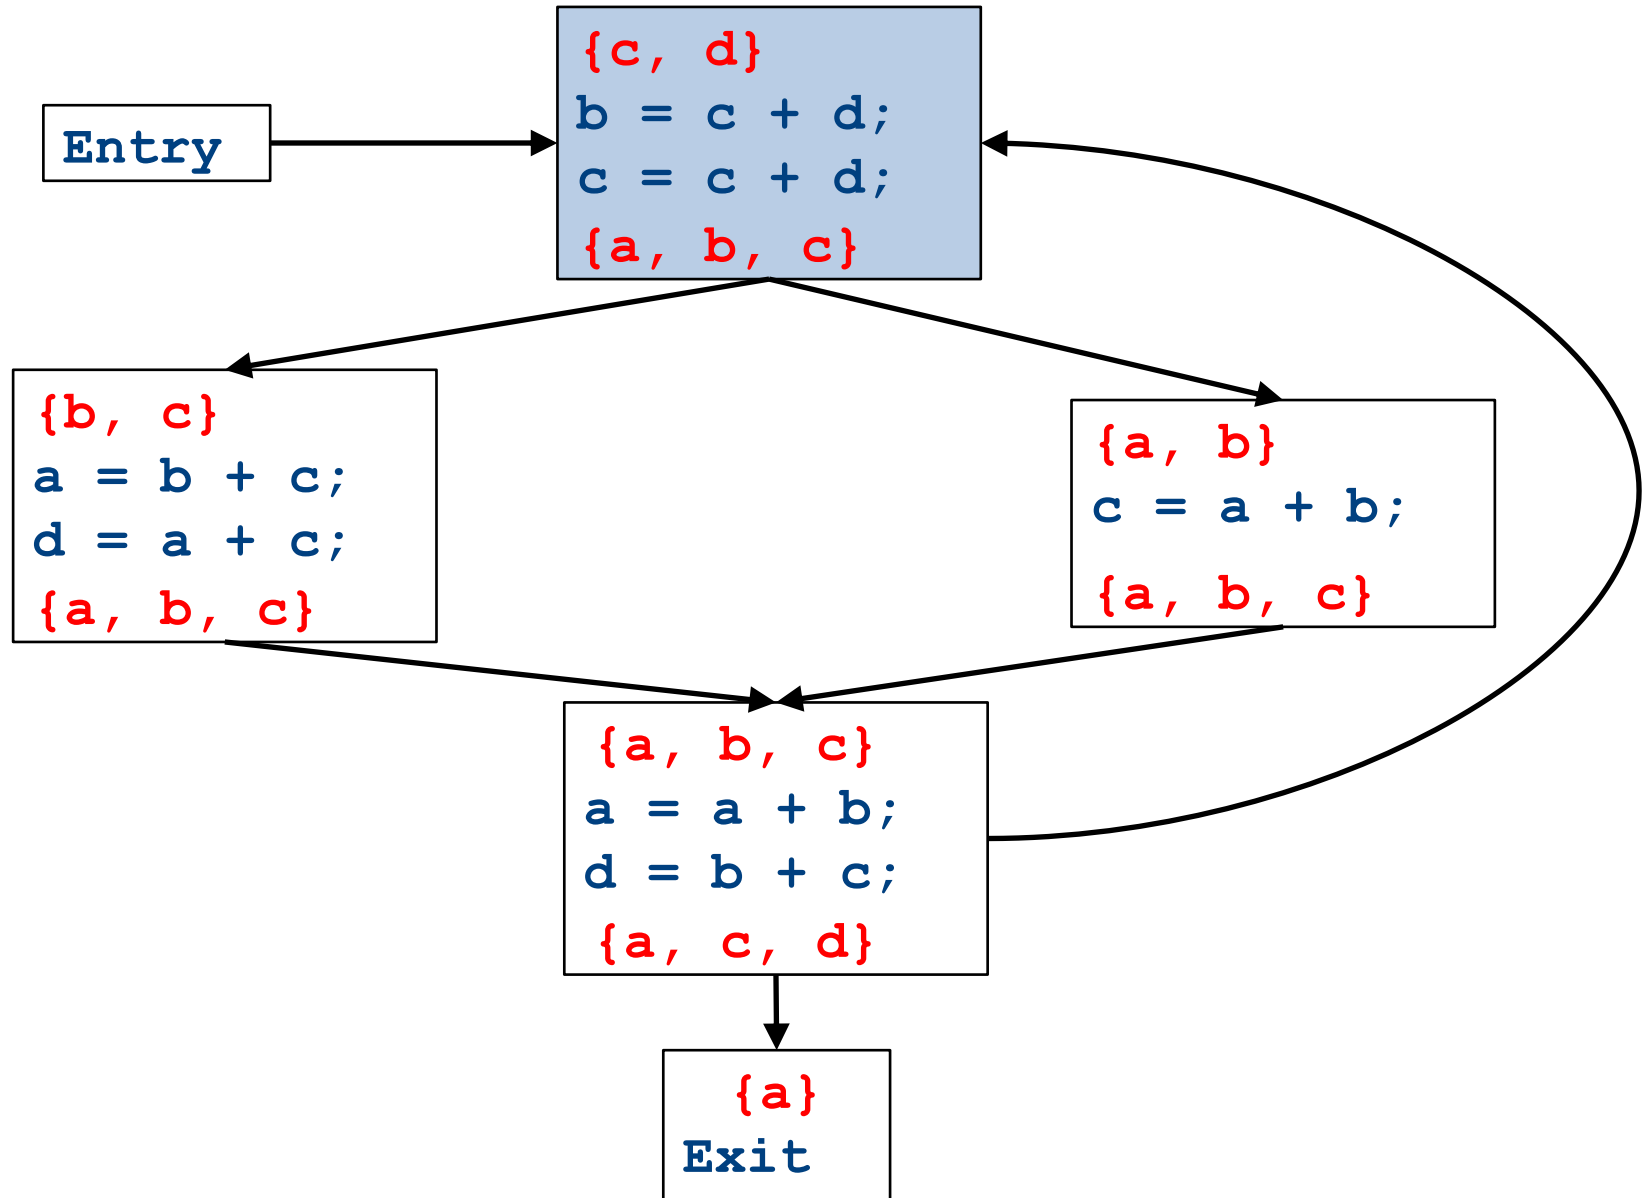 {c, d}
b = c + d;
c = c + d;
{a, b, c}
Entry
{b, c}
a = b + c;
d = a + c;
{a, b, c}
{a, b}
c = a + b;
{a, b, c}
{a, b, c}
a = a + b;
d = b + c;
{a, c, d}
{a}
Exit